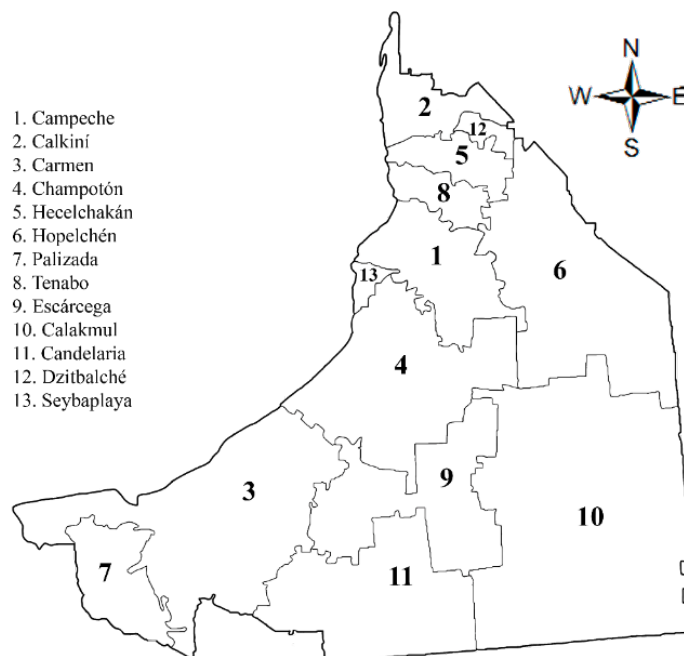 1. Campeche
2. Calkiní
3. Carmen
4. Champotón
5. Hecelchakán
6. Hopelchén
7. Palizada
8. Tenabo
9. Escárcega
10. Calakmul
11. Candelaria
12. Dzitbalché
13. Seybaplaya
N
W E
S
2
12
5
8
1
6
13
4
3
9
10
7
11